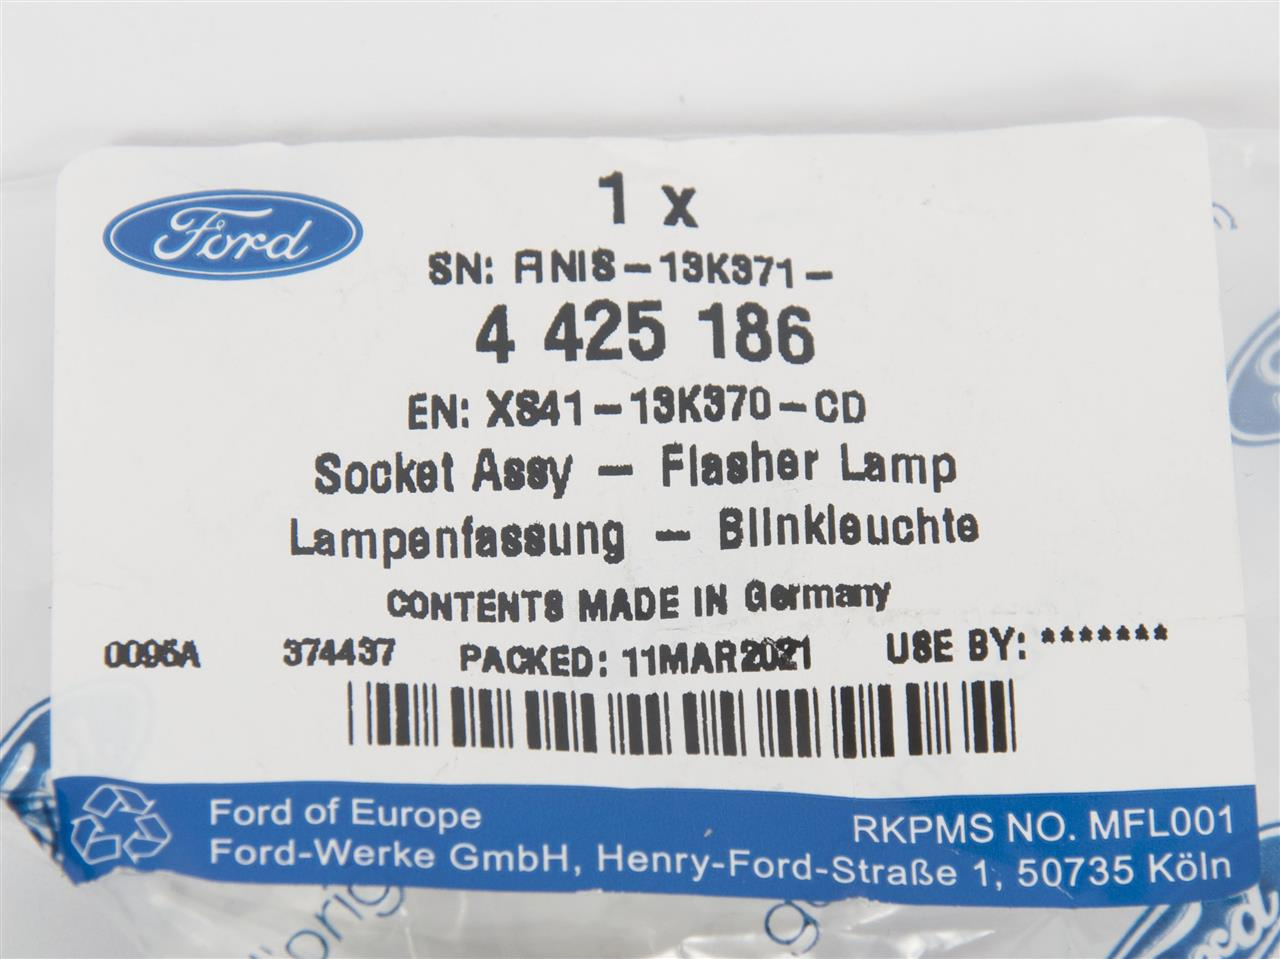 Ford
1 x
SN: ANIS-13K371-
4 425 186
EN: XS41-13K370-CD
Socket Assy - Flasher Lamp
Lampenfassung - Blinkleuchte
CONTENTS MADE IN Germany
0095A 374437 PACKED: 11MAR2021 USE BY: *******
Ford of Europe RKPMS NO. MFL001
Ford-Werke GmbH, Henry-Ford-Straße 1, 50735 Köln
Ford